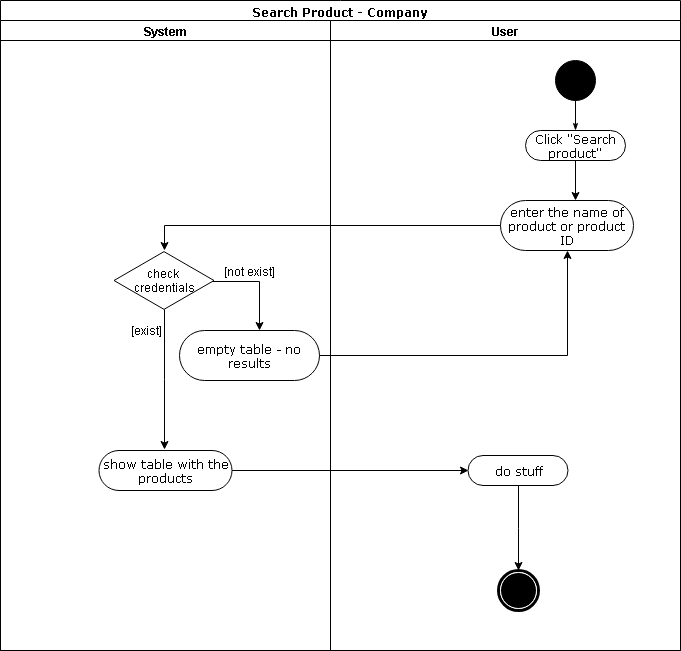 Search Product - Company
System
User
Click "Search
product"
enter the name of
product or product
ID
check
credentials
[not exist]
[exist]
empty table - no
results
show table with the
products
do stuff